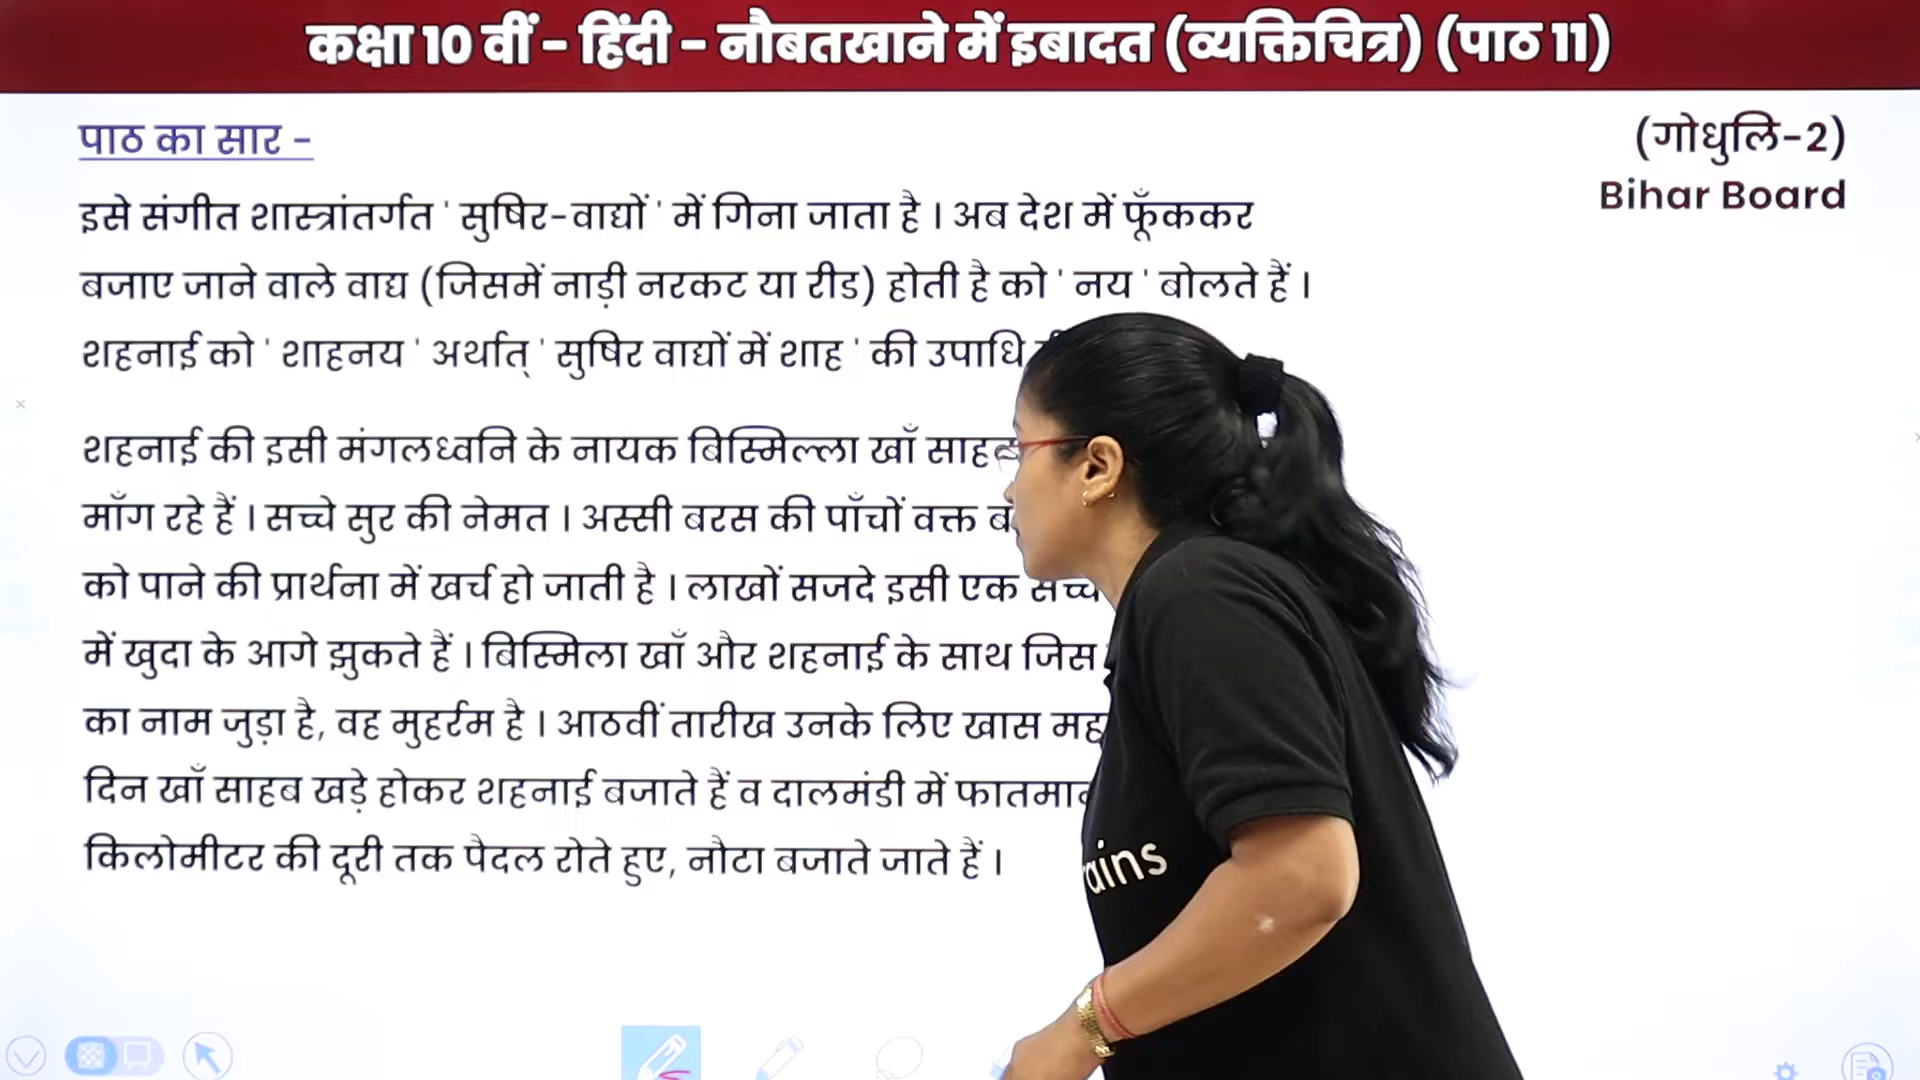 कक्षा 10 वीं - हिंदी - नौबतखाने में इबादत (व्यक्तिचित्र) (पाठ 11)
पाठ का सार -
(गोधुलि-2)
Bihar Board
इसे संगीत शास्त्रांतर्गत ' सुषिर-वाद्यों ' में गिना जाता है । अब देश में फूँककर
बजाए जाने वाले वाद्य (जिसमें नाड़ी नरकट या रीड) होती है को ' नय ' बोलते हैं ।
शहनाई को ' शाहनय ' अर्थात् ' सुषिर वाद्यों में शाह ' की उपाधि
शहनाई की इसी मंगलध्वनि के नायक बिस्मिल्ला खाँ
माँग रहे हैं । सच्चे सुर की नेमत । अस्सी बरस की पाँचों वक्त
को पाने की प्रार्थना में खर्च हो जाती है । लाखों सजदे इसी एक
में खुदा के आगे झुकते हैं । बिस्मिला खाँ और शहनाई के साथ जिस
का नाम जुड़ा है, वह मुहर्रम है । आठवीं तारीख उनके लिए खास
दिन खाँ साहब खड़े होकर शहनाई बजाते हैं व दालमंडी में
किलोमीटर की दूरी तक पैदल रोते हुए, नौटा बजाते जाते हैं ।
ains